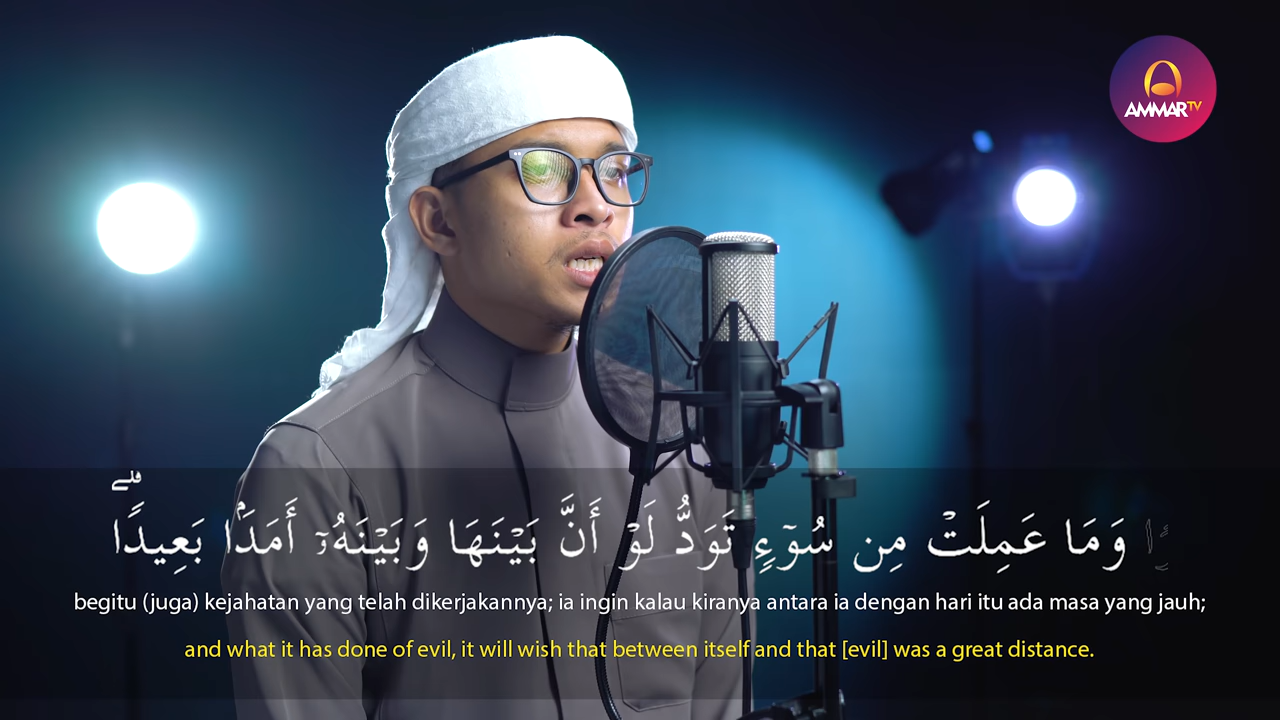 AMMARTV
وَمَا عَمِلَتْ مِن سُوٓءٍ تَوَدُّ لَوْ أَنَّ بَيْنَهَا وَبَيْنَهُۥٓ أَمَدًۢا بَعِيدًا ۗ
begitu (juga) kejahatan yang telah dikerjakannya; ia ingin kalau kiranya antara ia dengan hari itu ada masa yang jauh;
and what it has done of evil, it will wish that between itself and that [evil] was a great distance.